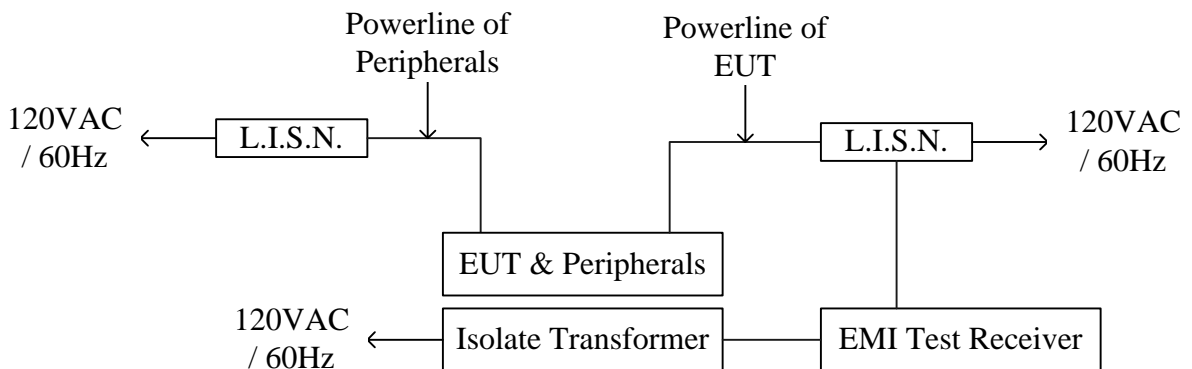 Powerline of
Peripherals
Powerline of
EUT
120VAC
/ 60Hz
L.I.S.N.
L.I.S.N.
120VAC
/ 60Hz
EUT & Peripherals
120VAC
/ 60Hz
Isolate Transformer
EMI Test Receiver